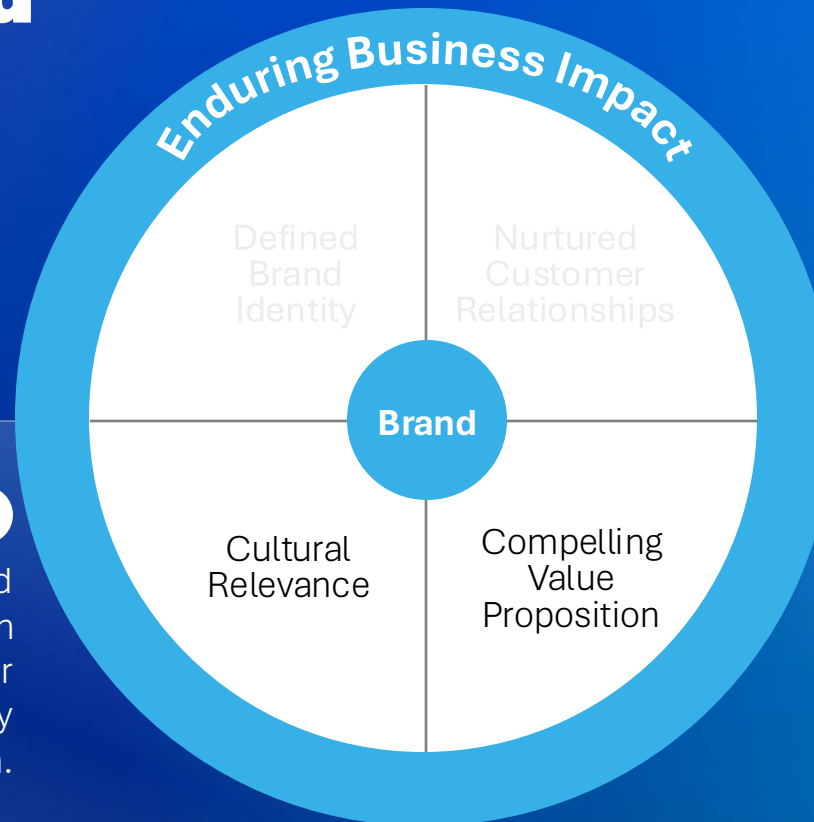 Enduring Business Impact
Defined
Brand
Identity
Nurtured
Customer
Relationships
Brand
Cultural
Relevance
Compelling
Value
Proposition
d
n
r
y
.